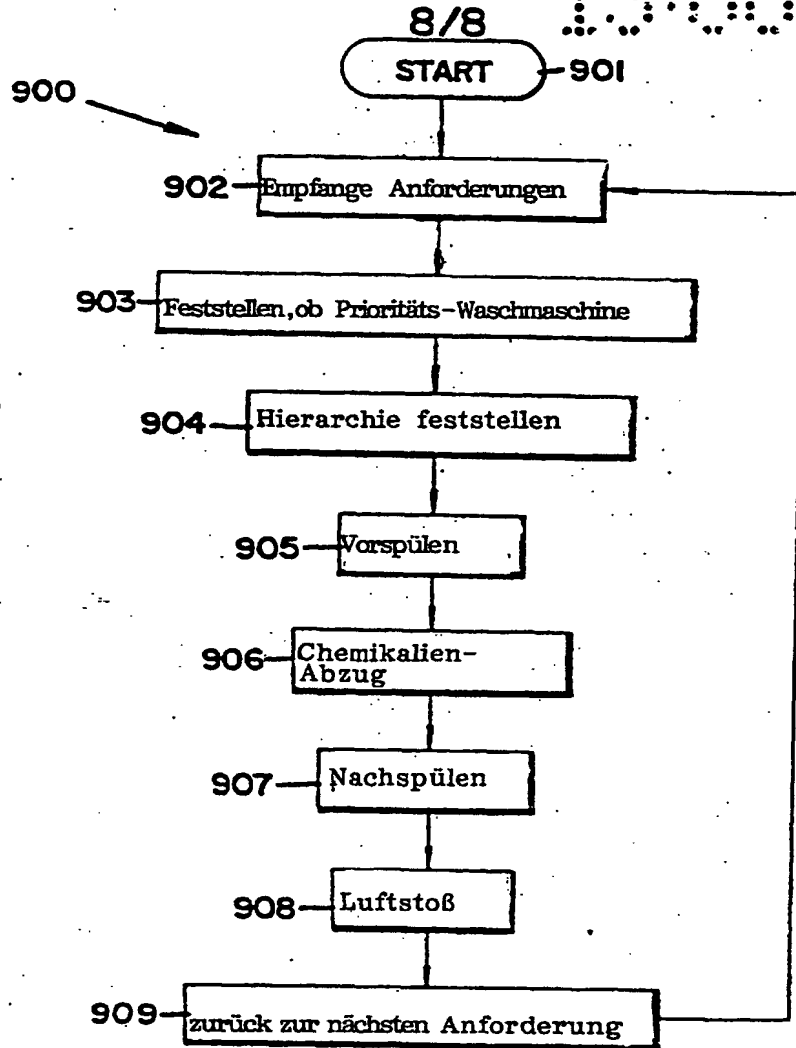 8/8
START 901
900
902 Empfange Anforderungen
903 Feststellen, ob Prioritäts-Waschmaschine
904 Hierarchie feststellen
905 Vorspülen
906 Chemikalien-
Abzug
907 Nachspülen
908 Luftstoß
909 zurück zur nächsten Anforderung